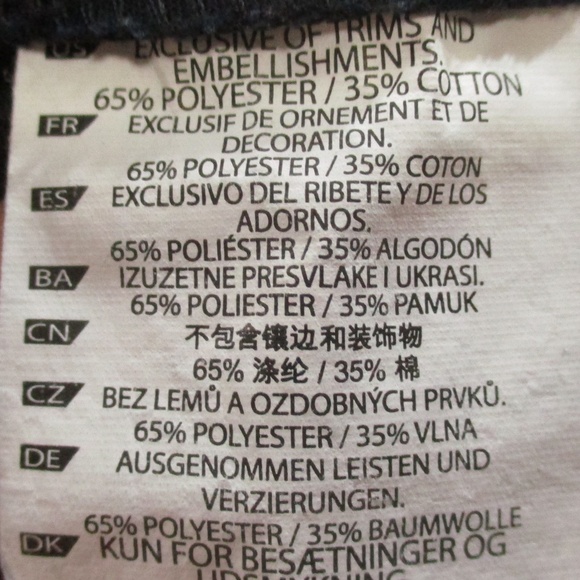 US EXCLUSIVE OF TRIMS AND
EMBELLISHMENTS.
65% POLYESTER / 35% COTTON
FR EXCLUSIF DE ORNEMENT ET DE
DECORATION.
65% POLYESTER / 35% COTON
ES EXCLUSIVO DEL RIBETE Y DE LOS
ADORNOS.
65% POLIÉSTER / 35% ALGODÓN
BA IZUZETNE PRESVLAKE I UKRASI.
65% POLIESTER / 35% PAMUK
CN 不包含镶边和装饰物
65% 涤纶 / 35% 棉
CZ BEZ LEMŮ A OZDOBNÝCH PRVKŮ.
65% POLYESTER / 35% VLNA
DE AUSGENOMMEN LEISTEN UND
VERZIERUNGEN.
65% POLYESTER / 35% BAUMWOLLE
DK KUN FOR BESÆTNINGER OG